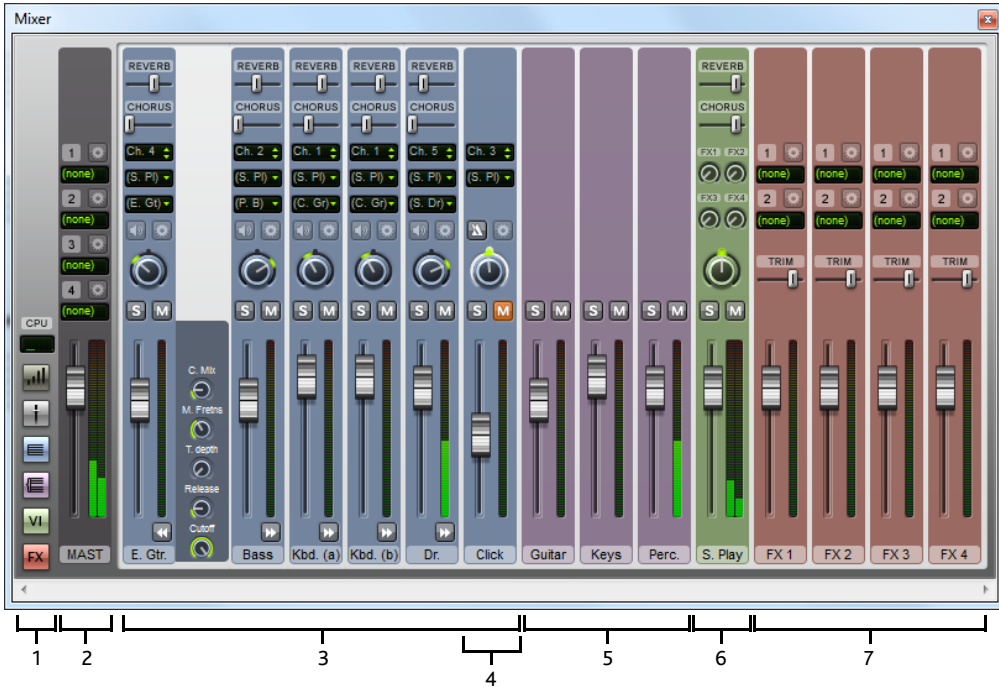 Mixer
REVERB REVERB REVERB REVERB REVERB REVERB
CHORUS CHORUS CHORUS CHORUS CHORUS CHORUS
1 Ch. 4 Ch. 2 Ch. 1 Ch. 1 Ch. 5 Ch. 3 FX1 FX2 1 1 1 1
(none) (S. Pl) (S. Pl) (S. Pl) (S. Pl) (S. Pl) (S. Pl) (none) (none) (none) (none)
2 (E. Gt) (P. B) (C. Gr) (C. Gr) (S. Dr) FX3 FX4 2 2 2 2
(none) (none) (none) (none) (none)
3
(none) TRIM TRIM TRIM TRIM
4
(none) S M S M S M S M S M S M S M S M S M S M
CPU
C. Mix
M. Fretns
T. depth
Release
Cutoff
VI
FX MAST E. Gtr. Bass Kbd. (a) Kbd. (b) Dr. Click Guitar Keys Perc. S. Play FX 1 FX 2 FX 3 FX 4
1 2 3 4 5 6 7